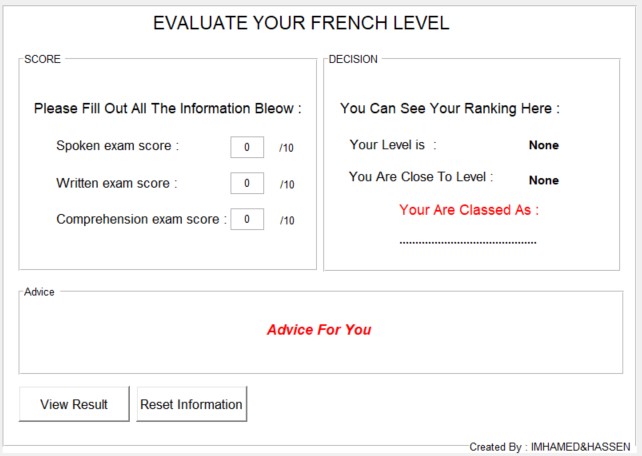 EVALUATE YOUR FRENCH LEVEL
SCORE
Please Fill Out All The Information Bleow :
Spoken exam score : 0 /10
Written exam score : 0 /10
Comprehension exam score : 0 /10
DECISION
You Can See Your Ranking Here :
Your Level is : None
You Are Close To Level : None
Your Are Classed As :
............................................
Advice
Advice For You
View Result
Reset Information
Created By : IMHAMED&HASSEN